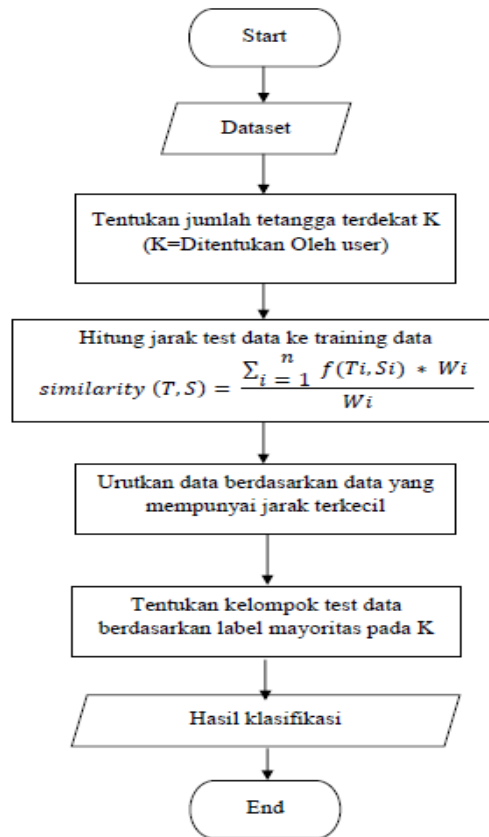 Start
Dataset
Tentukan jumlah tetangga terdekat K
(K=Ditentukan Oleh user)
Hitung jarak test data ke training data
similarity (T,S) = \frac{\sum_{i=1}^{n} f(Ti,Si) * Wi}{Wi}
Urutkan data berdasarkan data yang
mempunyai jarak terkecil
Tentukan kelompok test data
berdasarkan label mayoritas pada K
Hasil klasifikasi
End